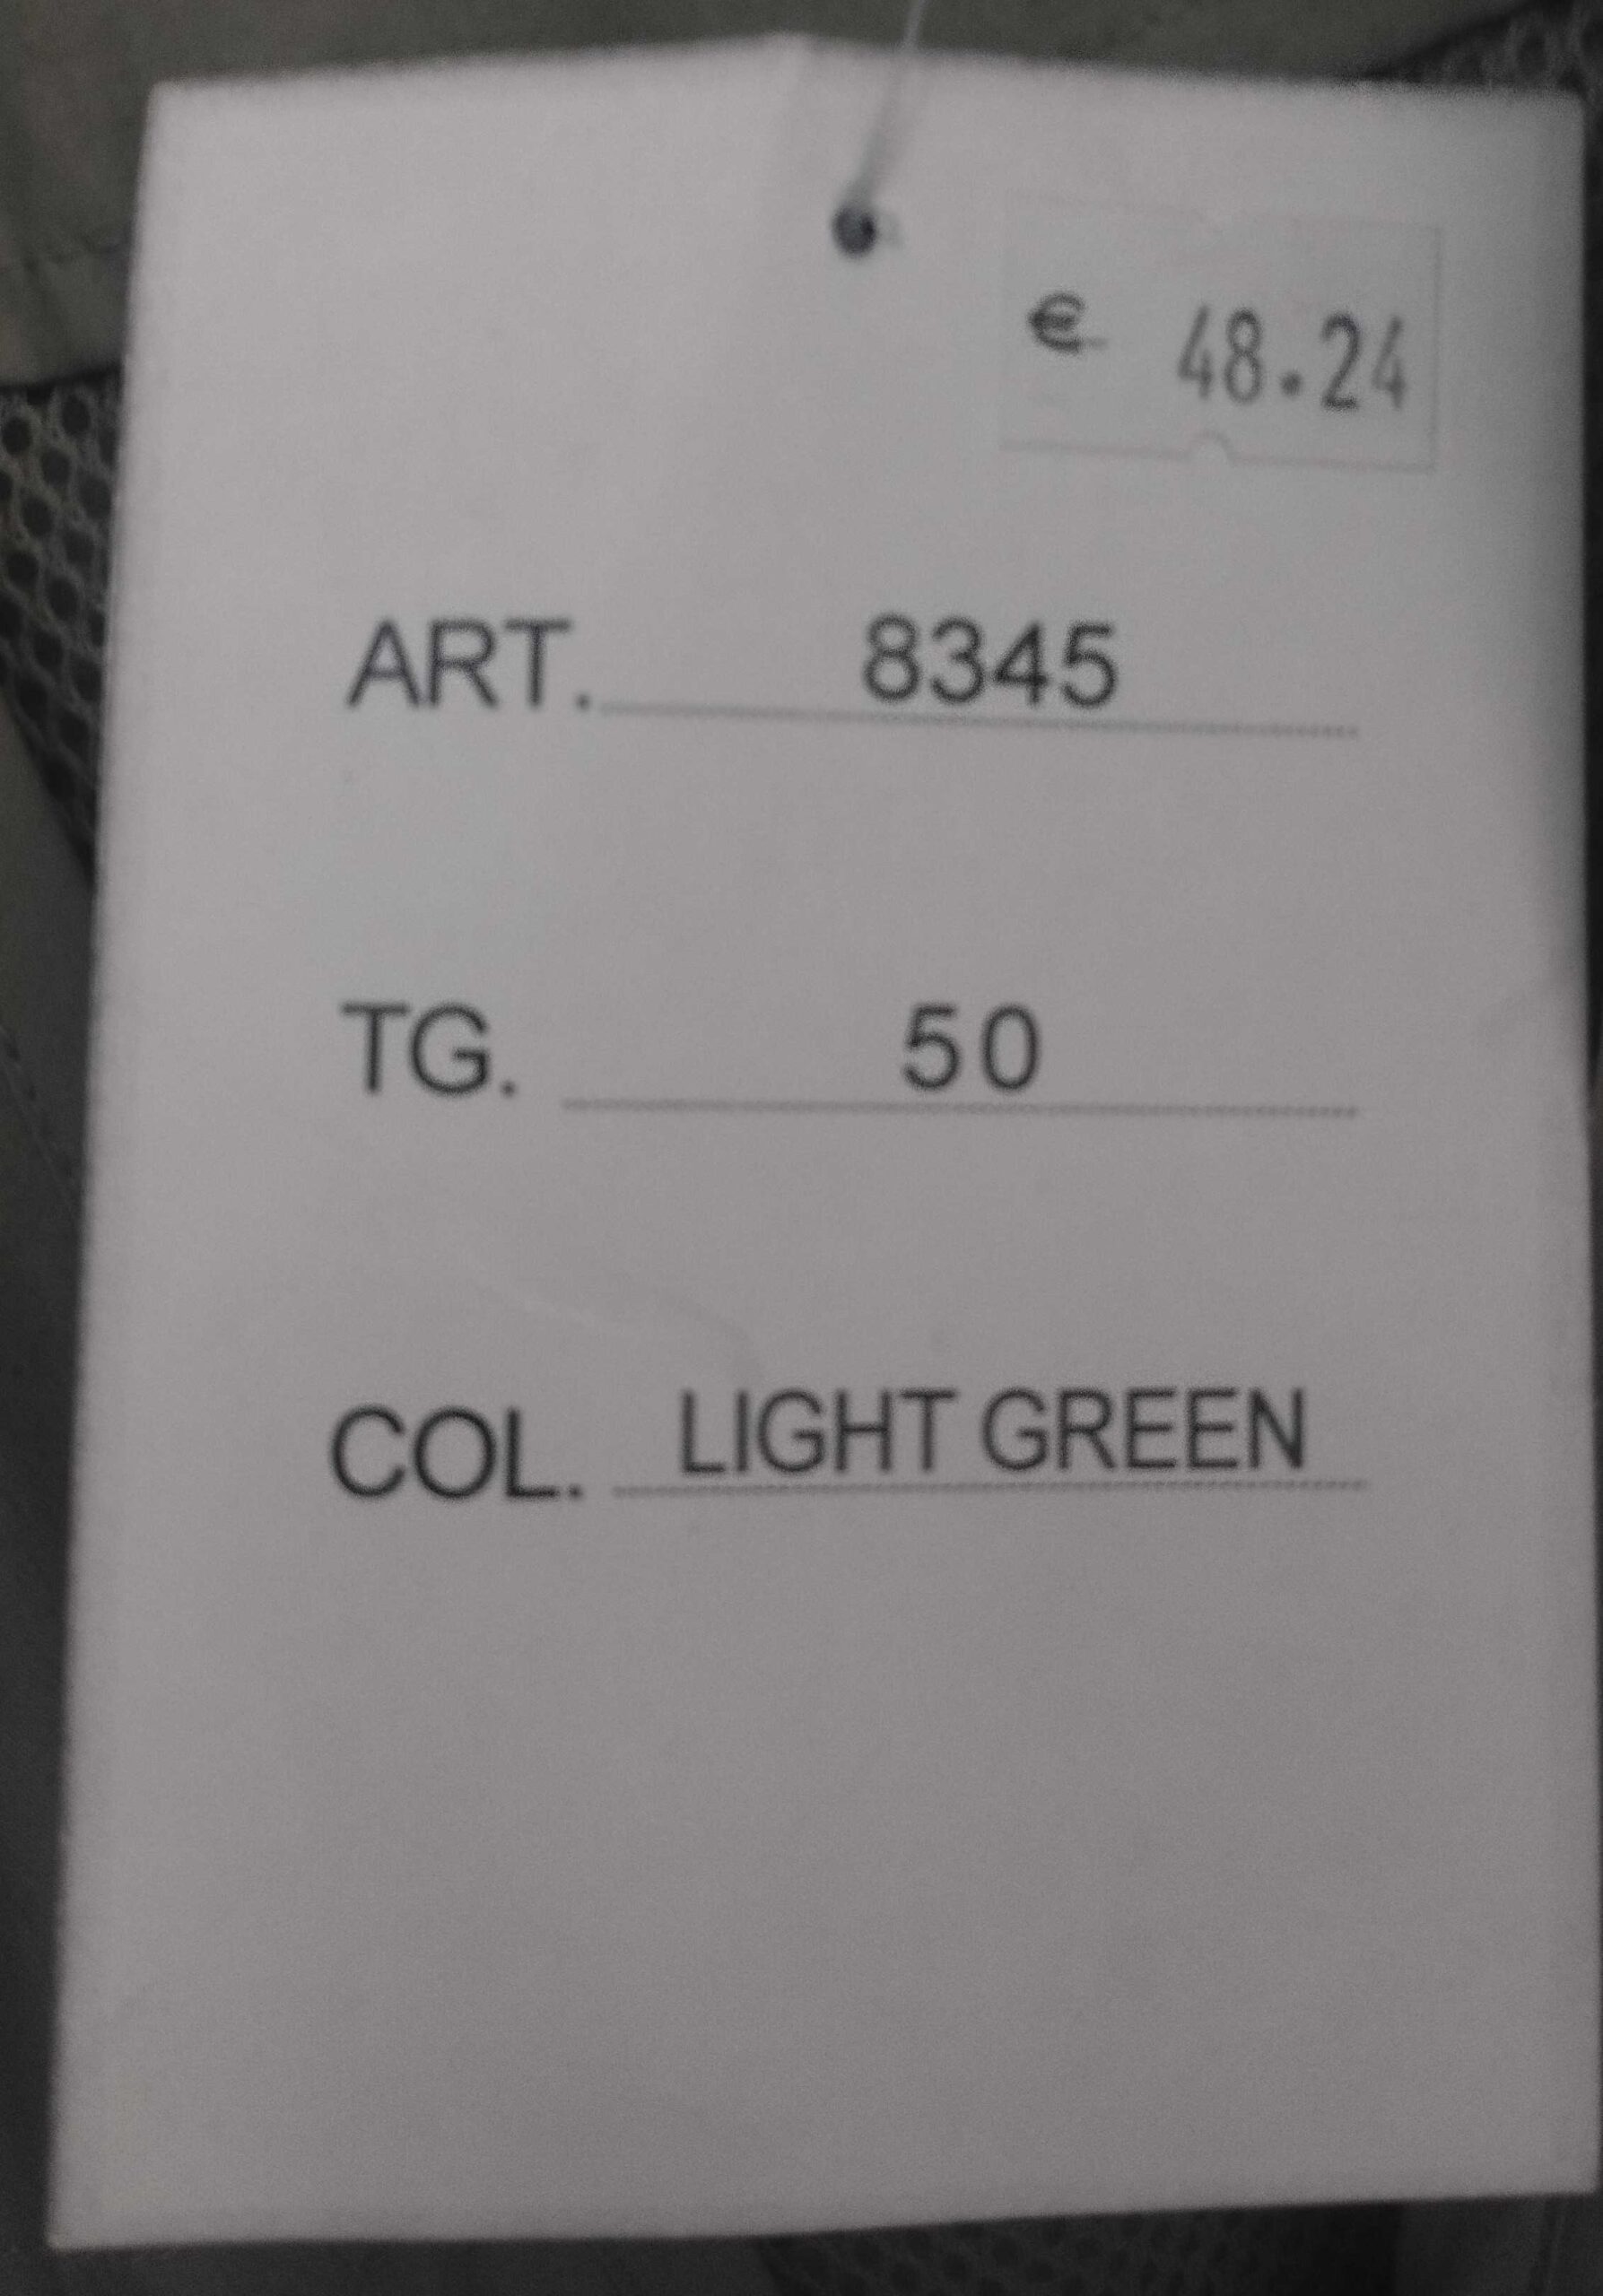 € 48.24
ART. 8345
TG. 50
COL. LIGHT GREEN